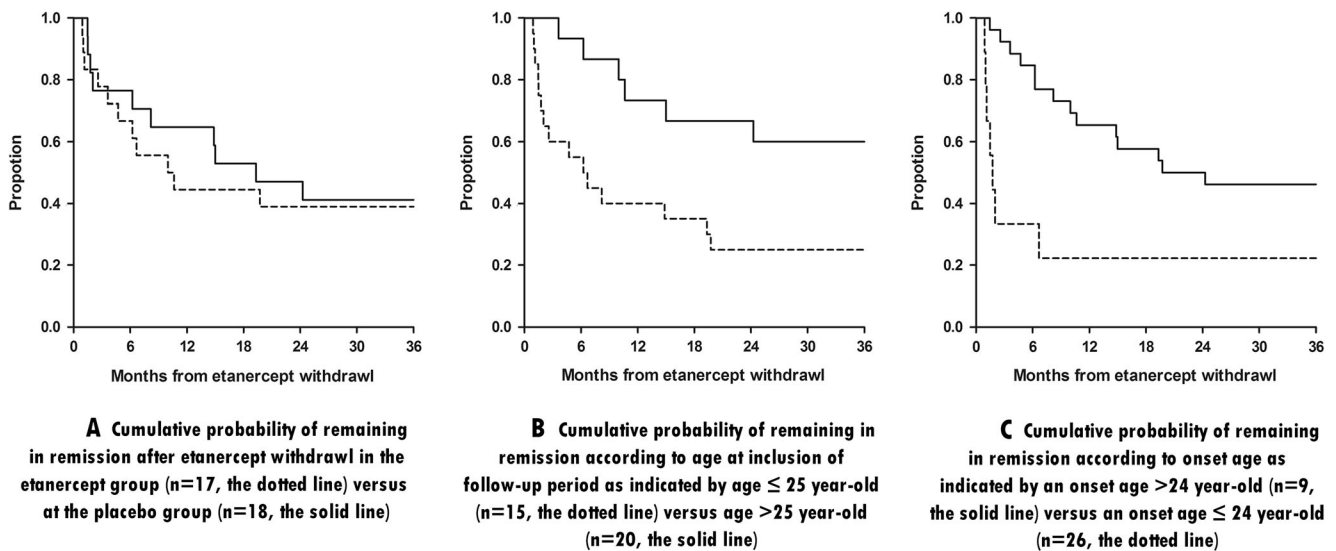 1.0
0.8
0.6
0.4
0.2
0.0
Propotion
0 6 12 18 24 30 36
Months from etanercept withdrawl
A Cumulative probability of remaining
in remission after etanercept withdrawl in the
etanercept group (n=17, the dotted line) versus
at the placebo group (n=18, the solid line)
1.0
0.8
0.6
0.4
0.2
0.0
Propotion
0 6 12 18 24 30 36
Months from etanercept withdrawl
B Cumulative probability of remaining in
remission according to age at inclusion of
follow-up period as indicated by age ≤ 25 year-old
(n=15, the dotted line) versus age >25 year-old
(n=20, the solid line)
1.0
0.8
0.6
0.4
0.2
0.0
Propotion
0 6 12 18 24 30 36
Months from etanercept withdrawl
C Cumulative probability of remaining
in remission according to onset age as
indicated by an onset age >24 year-old (n=9,
the solid line) versus an onset age ≤ 24 year-old
(n=26, the dotted line)